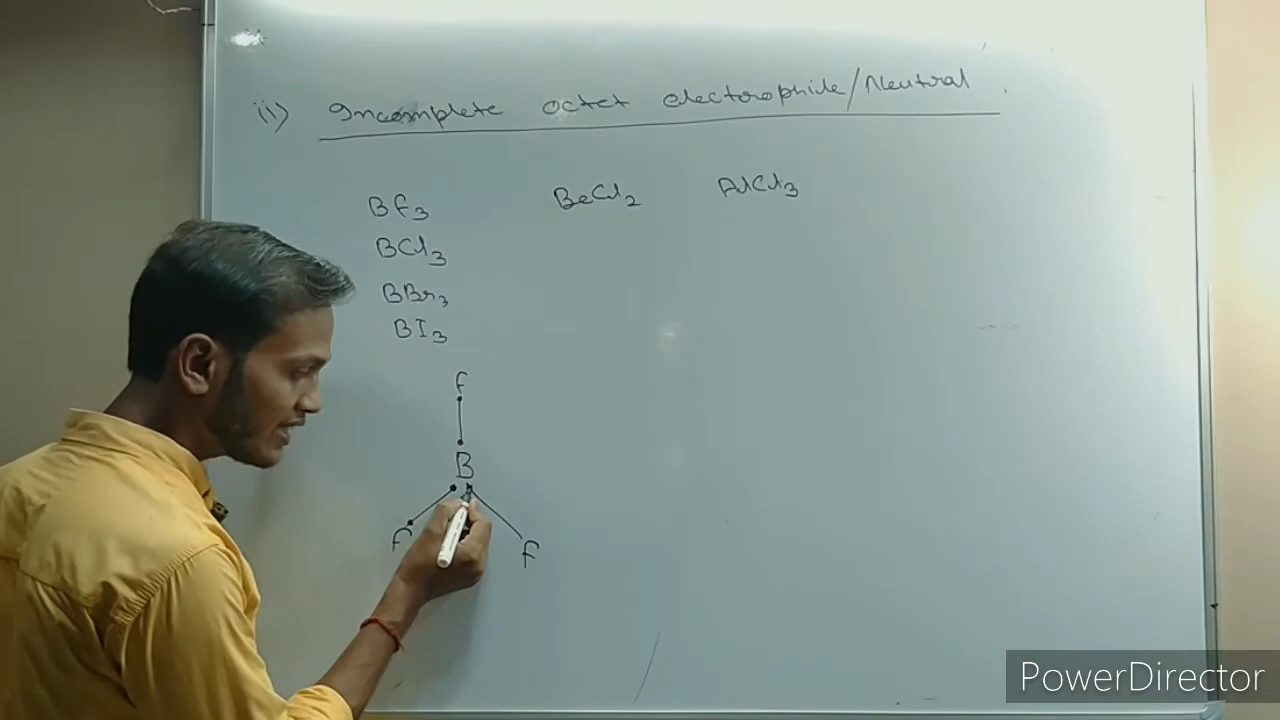 ii) Incomplete octet electrophile/Neutral
BF3 BeCl2 AlCl3
BCl3
BBr3
BI3
F
B
F F
PowerDirector